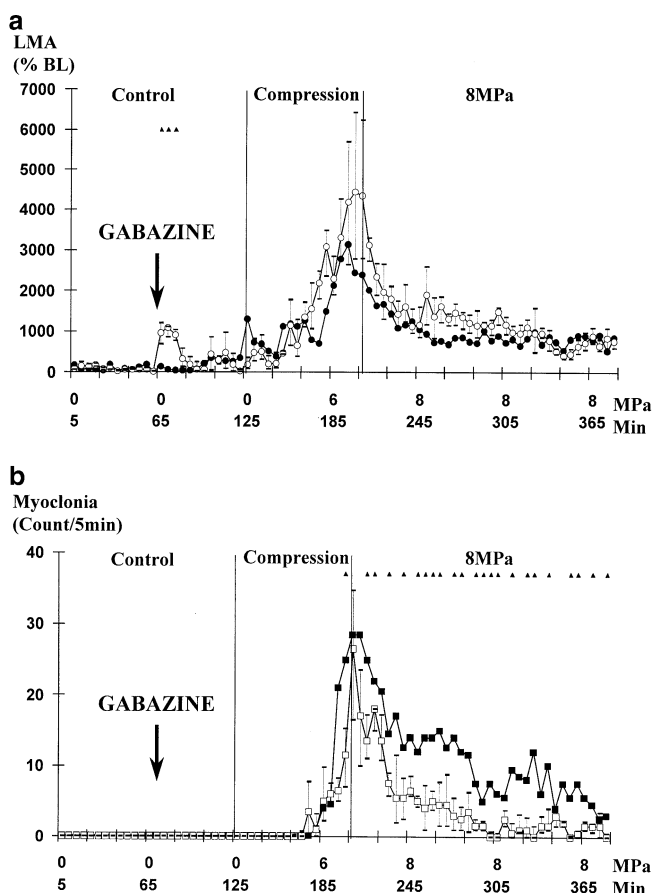 a
LMA
(% BL)
7000
6000
5000
4000
3000
2000
1000
0
Control
Compression
8MPa
GABAZINE
0 0 0 6 8 8 8 MPa
5 65 125 185 245 305 365 Min
b
Myoclonia
(Count/5min)
40
30
20
10
0
Control
Compression
8MPa
GABAZINE
0 0 0 6 8 8 8 MPa
5 65 125 185 245 305 365 Min